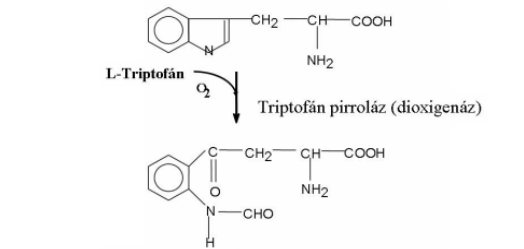 CH2 CH COOH
N
NH2
L-Triptofán
O2
Triptofán pirroláz (dioxigenáz)
C CH2 CH COOH
O NH2
N CHO
H